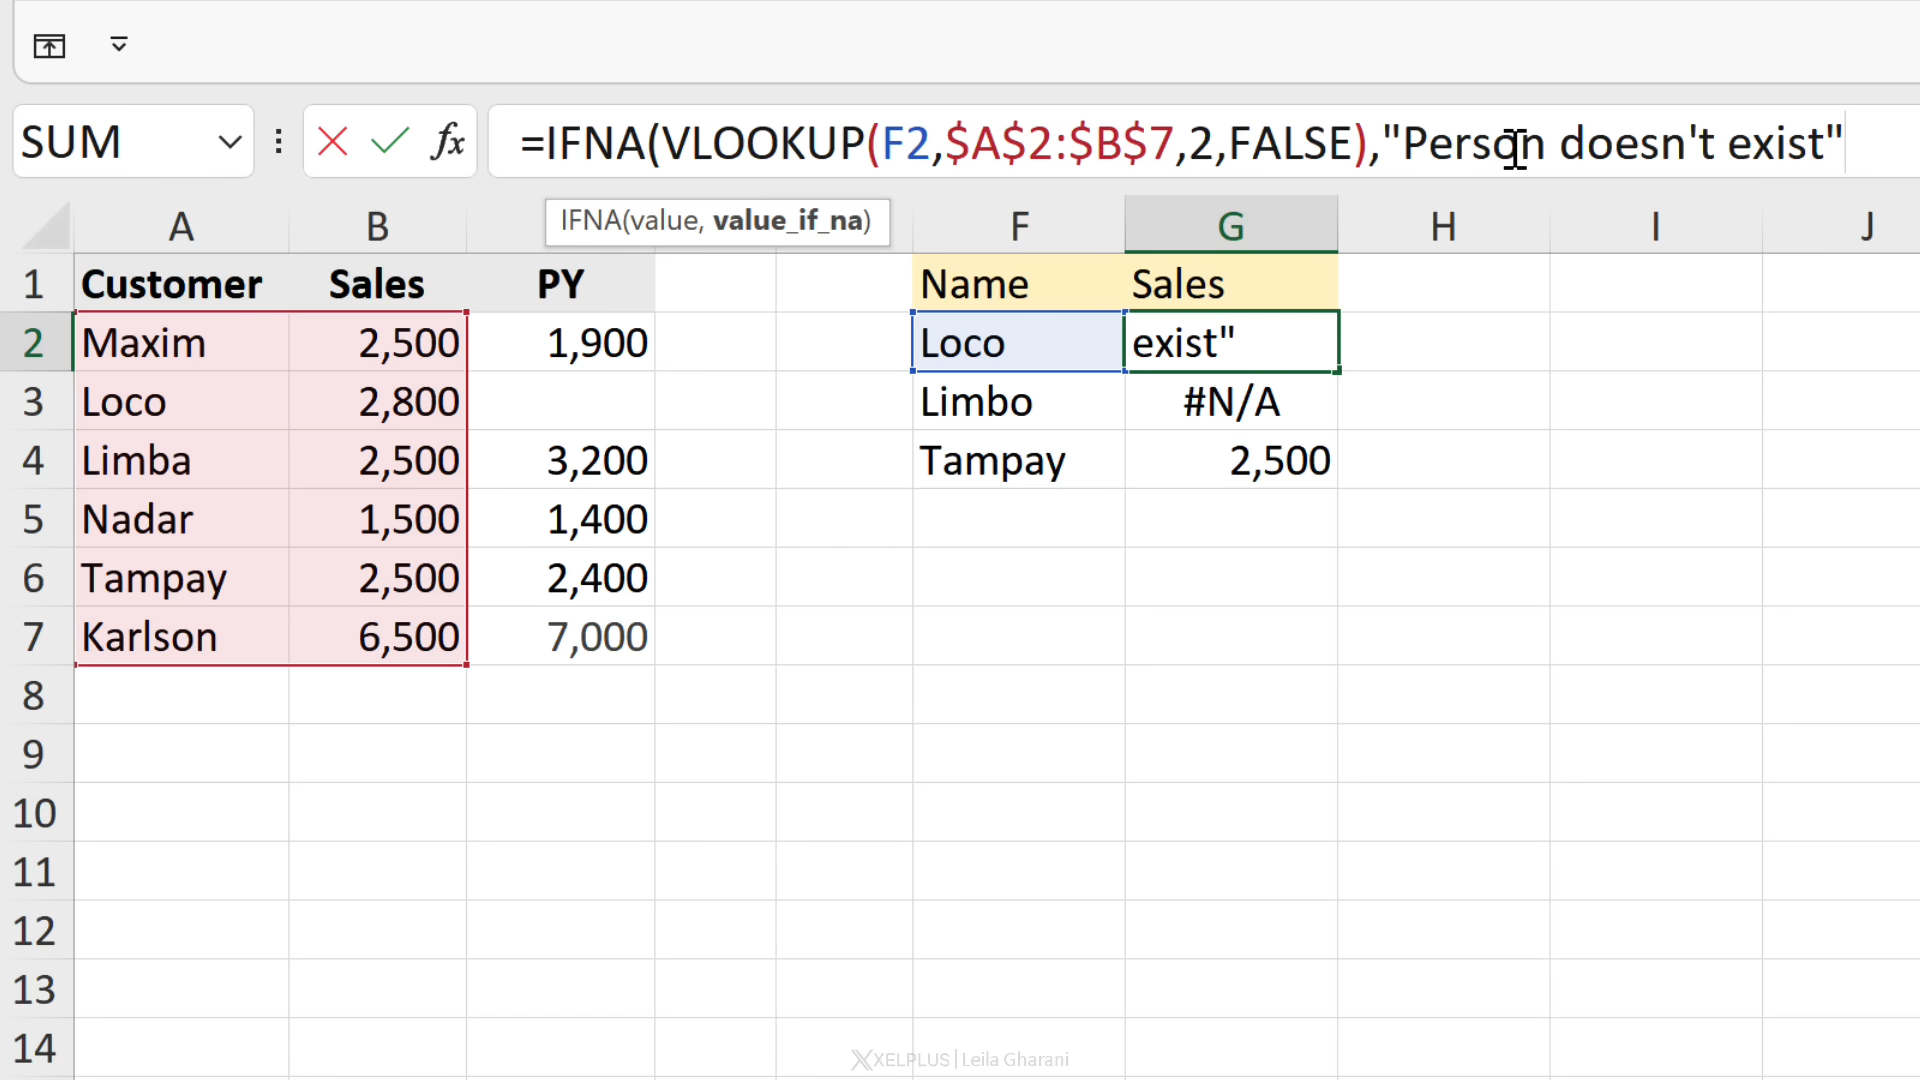 SUM fx =IFNA(VLOOKUP(F2,$A$2:$B$7,2,FALSE),"Person doesn't exist"
IFNA(value, value_if_na)
A B F G H I J
1 Customer Sales PY Name Sales
2 Maxim 2,500 1,900 Loco exist"
3 Loco 2,800 Limbo #N/A
4 Limba 2,500 3,200 Tampay 2,500
5 Nadar 1,500 1,400
6 Tampay 2,500 2,400
7 Karlson 6,500 7,000
8
9
10
11
12
13
14
XELPLUS | Leila Gharani